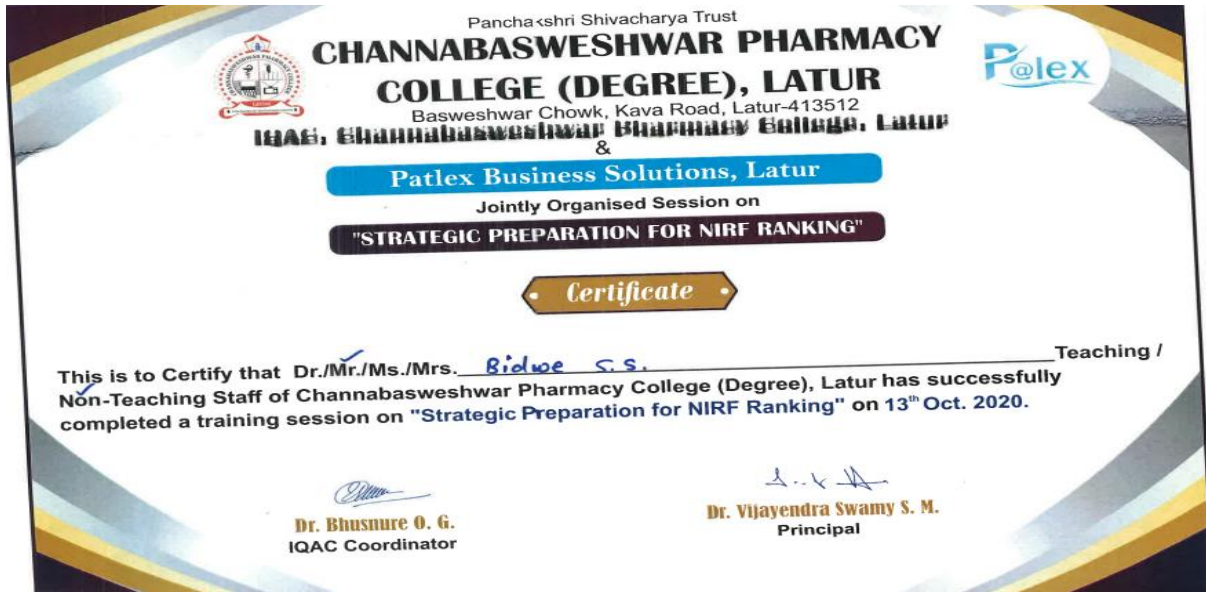 Panchakshri Shivacharya Trust
CHANNABASWESHWAR PHARMACY
COLLEGE (DEGREE), LATUR
Basweshwar Chowk, Kava Road, Latur-413512
IQAC, Channabasweshwar Pharmacy College, Latur
&
Patlex Business Solutions, Latur
Jointly Organised Session on
"STRATEGIC PREPARATION FOR NIRF RANKING"
Certificate
This is to Certify that Dr./Mr./Ms./Mrs. Bidwe S.S. Teaching /
Non-Teaching Staff of Channabasweshwar Pharmacy College (Degree), Latur has successfully
completed a training session on "Strategic Preparation for NIRF Ranking" on 13th Oct. 2020.
Dr. Bhusnure O. G.
IQAC Coordinator
Dr. Vijayendra Swamy S. M.
Principal
P@lex